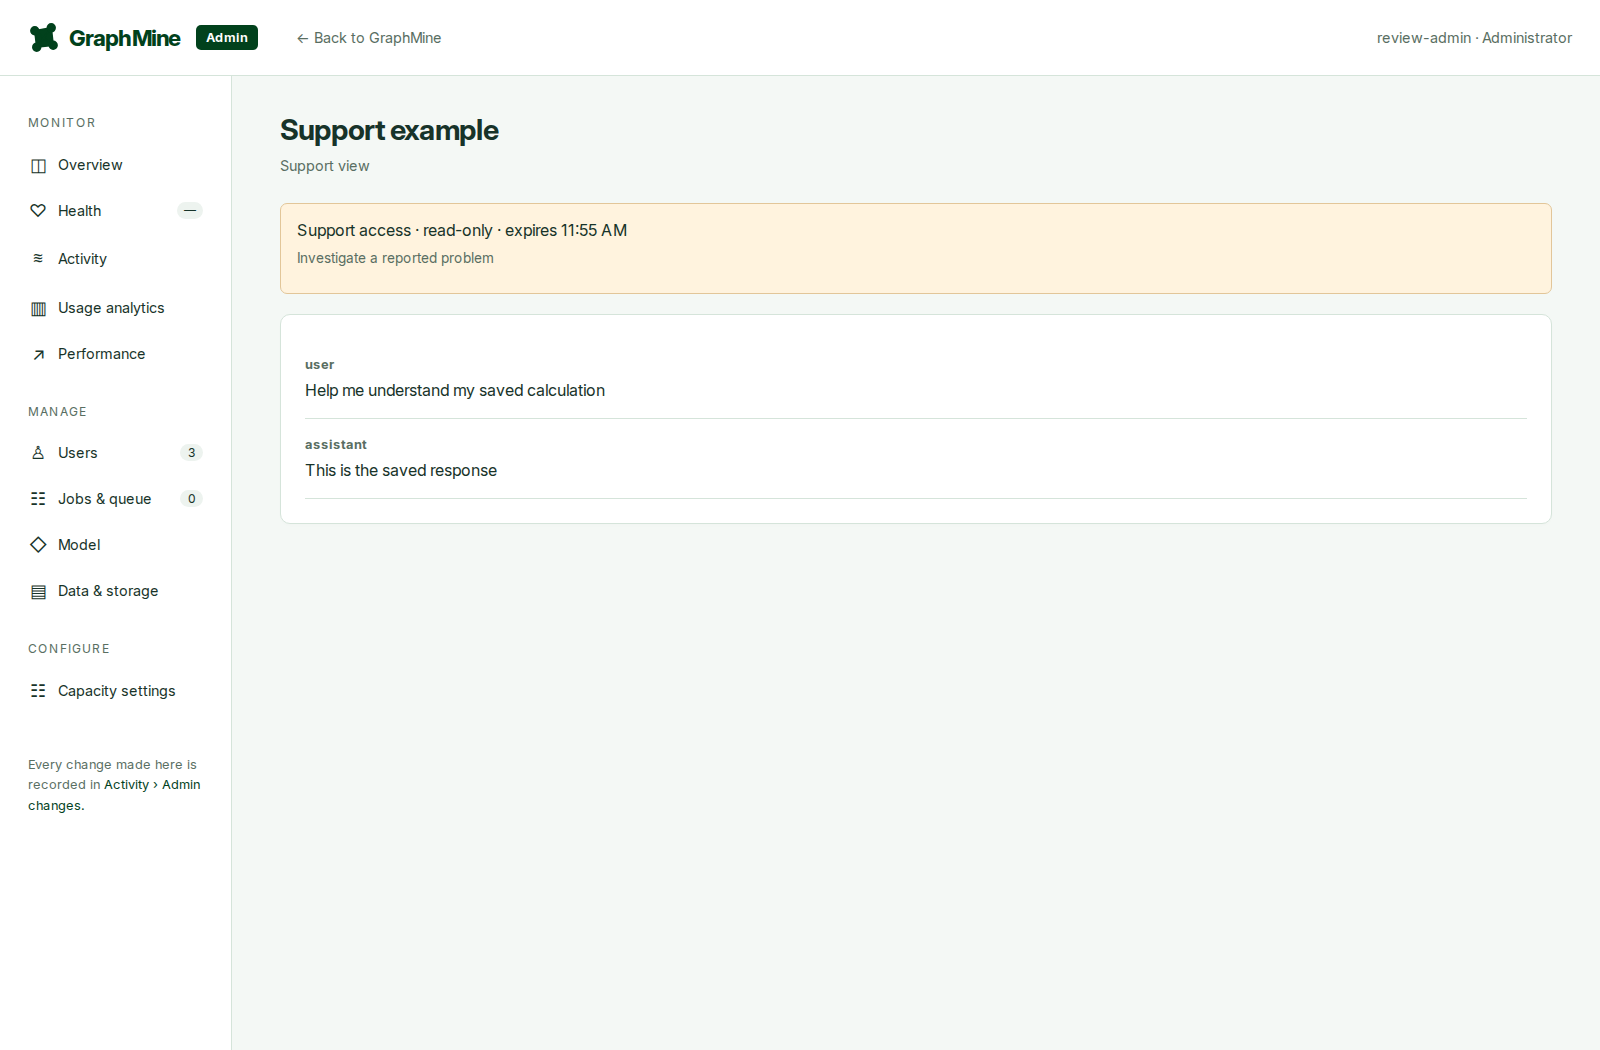 GraphMine
Admin
← Back to GraphMine
review-admin · Administrator
MONITOR
Overview
Health —
Activity
Usage analytics
Performance
MANAGE
Users 3
Jobs & queue 0
Model
Data & storage
CONFIGURE
Capacity settings
Every change made here is
recorded in Activity › Admin
changes.
Support example
Support view
Support access · read-only · expires 11:55 AM
Investigate a reported problem
user
Help me understand my saved calculation
assistant
This is the saved response